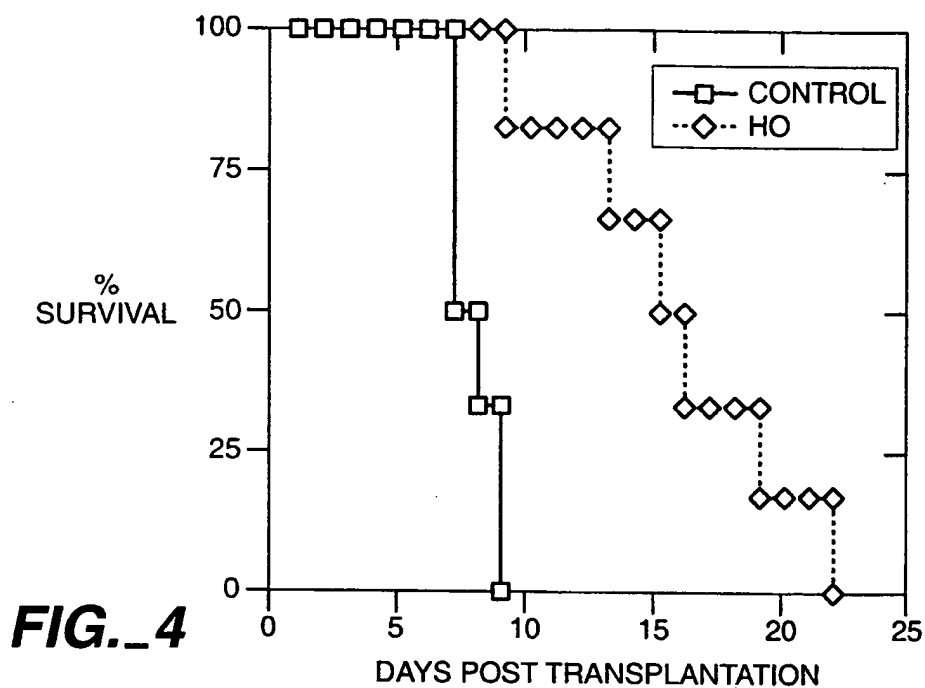 100
75
50
25
0
%
SURVIVAL
CONTROL
HO
0 5 10 15 20 25
DAYS POST TRANSPLANTATION
FIG._4